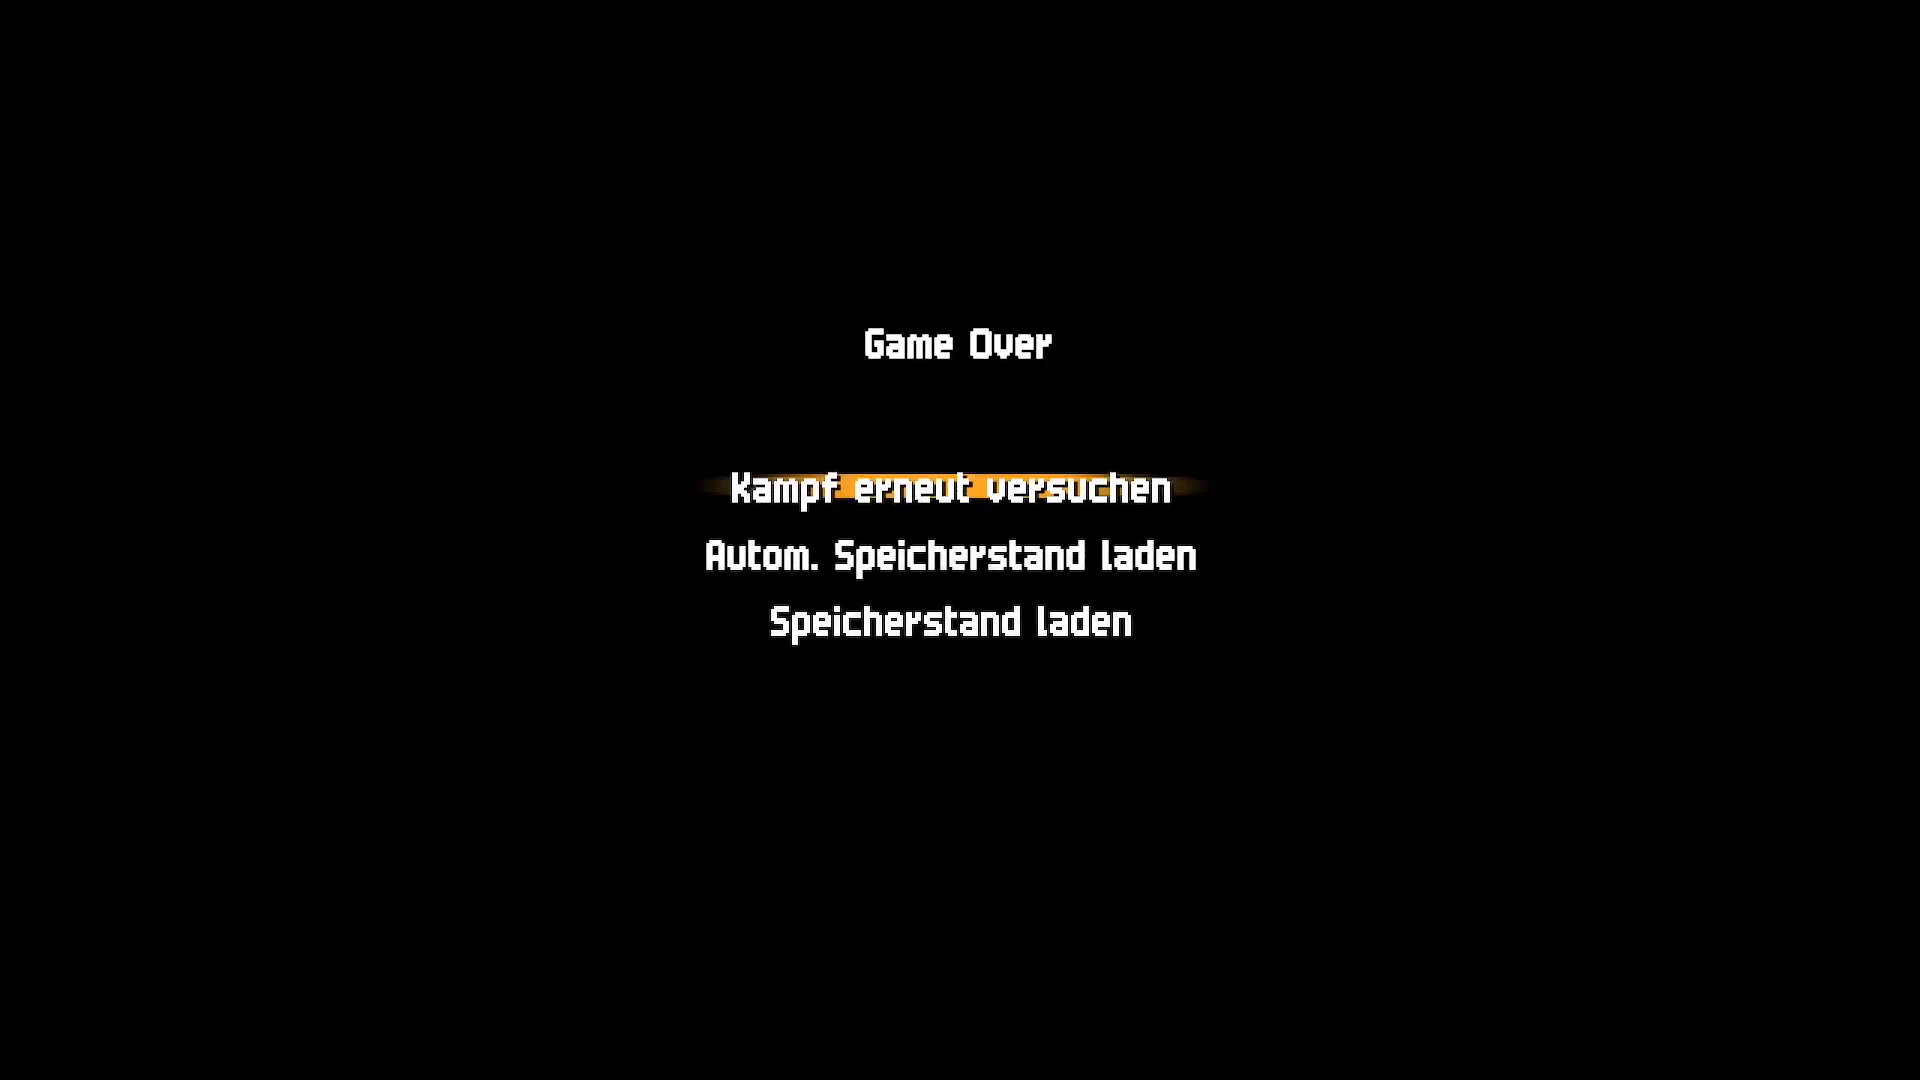 Game Over
Kampf erneut versuchen
Autom. Speicherstand laden
Speicherstand laden